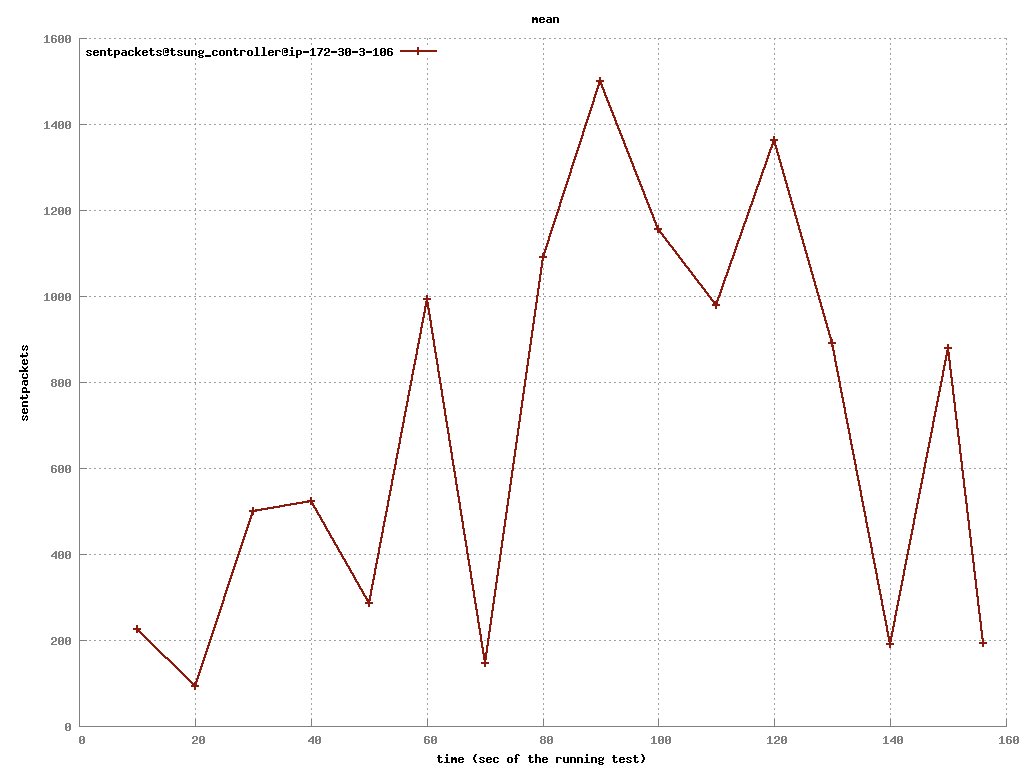 mean
1600
sentpackets@tsung_controller@ip-172-30-3-106
1400
1200
1000
800
600
400
200
0
sentpackets
0 20 40 60 80 100 120 140 160
time (sec of the running test)